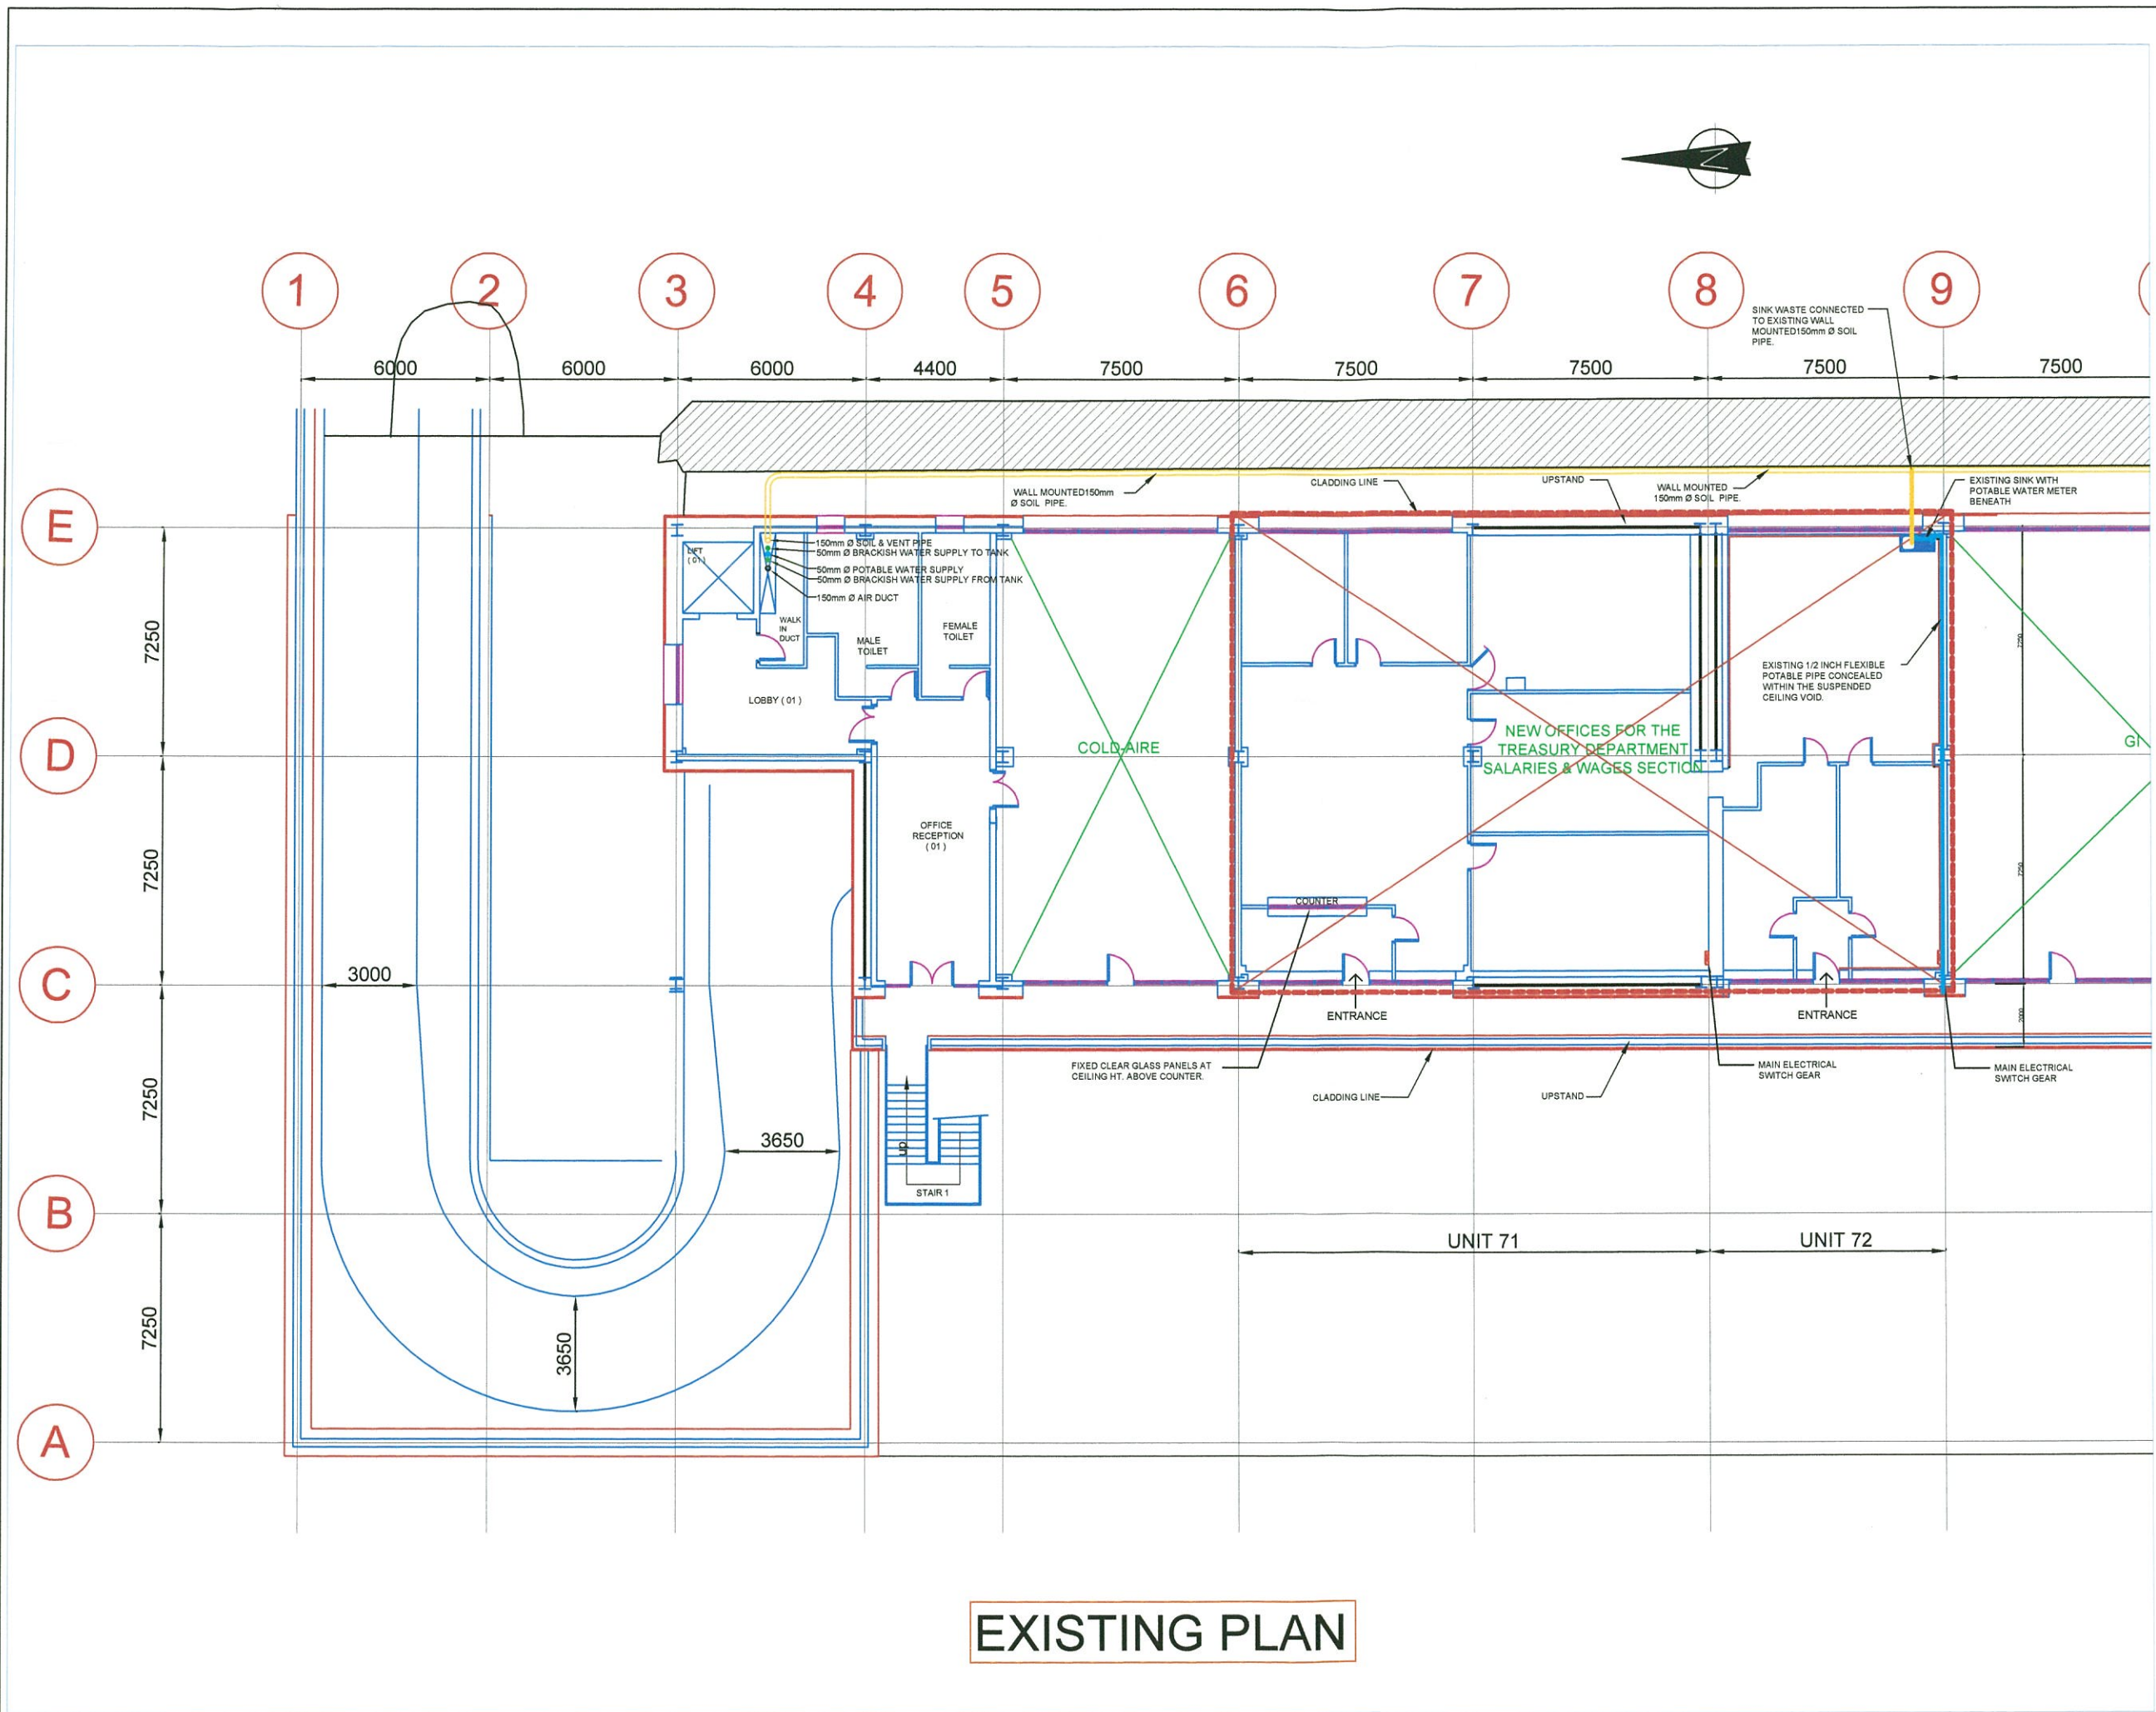 N
1
2
3
4
5
6
7
8
9
SINK WASTE CONNECTED
TO EXISTING WALL
MOUNTED150mm Ø SOIL
PIPE.
6000
6000
6000
4400
7500
7500
7500
7500
7500
E
D
C
B
A
7250
7250
7250
7250
WALL MOUNTED150mm
Ø SOIL PIPE.
CLADDING LINE
UPSTAND
WALL MOUNTED
150mm Ø SOIL PIPE.
EXISTING SINK WITH
POTABLE WATER METER
BENEATH
LIFT
( 01 )
150mm Ø SOIL & VENT PIPE
50mm Ø BRACKISH WATER SUPPLY TO TANK
50mm Ø POTABLE WATER SUPPLY
50mm Ø BRACKISH WATER SUPPLY FROM TANK
150mm Ø AIR DUCT
WALK
IN
DUCT
MALE
TOILET
FEMALE
TOILET
LOBBY ( 01 )
EXISTING 1/2 INCH FLEXIBLE
POTABLE PIPE CONCEALED
WITHIN THE SUSPENDED
CEILING VOID.
7250
COLD-AIRE
NEW OFFICES FOR THE
TREASURY DEPARTMENT
SALARIES & WAGES SECTION
GI
OFFICE
RECEPTION
( 01 )
7250
COUNTER
3000
ENTRANCE
ENTRANCE
FIXED CLEAR GLASS PANELS AT
CEILING HT. ABOVE COUNTER.
CLADDING LINE
UPSTAND
MAIN ELECTRICAL
SWITCH GEAR
MAIN ELECTRICAL
SWITCH GEAR
3650
up
STAIR 1
UNIT 71
UNIT 72
3650
EXISTING PLAN